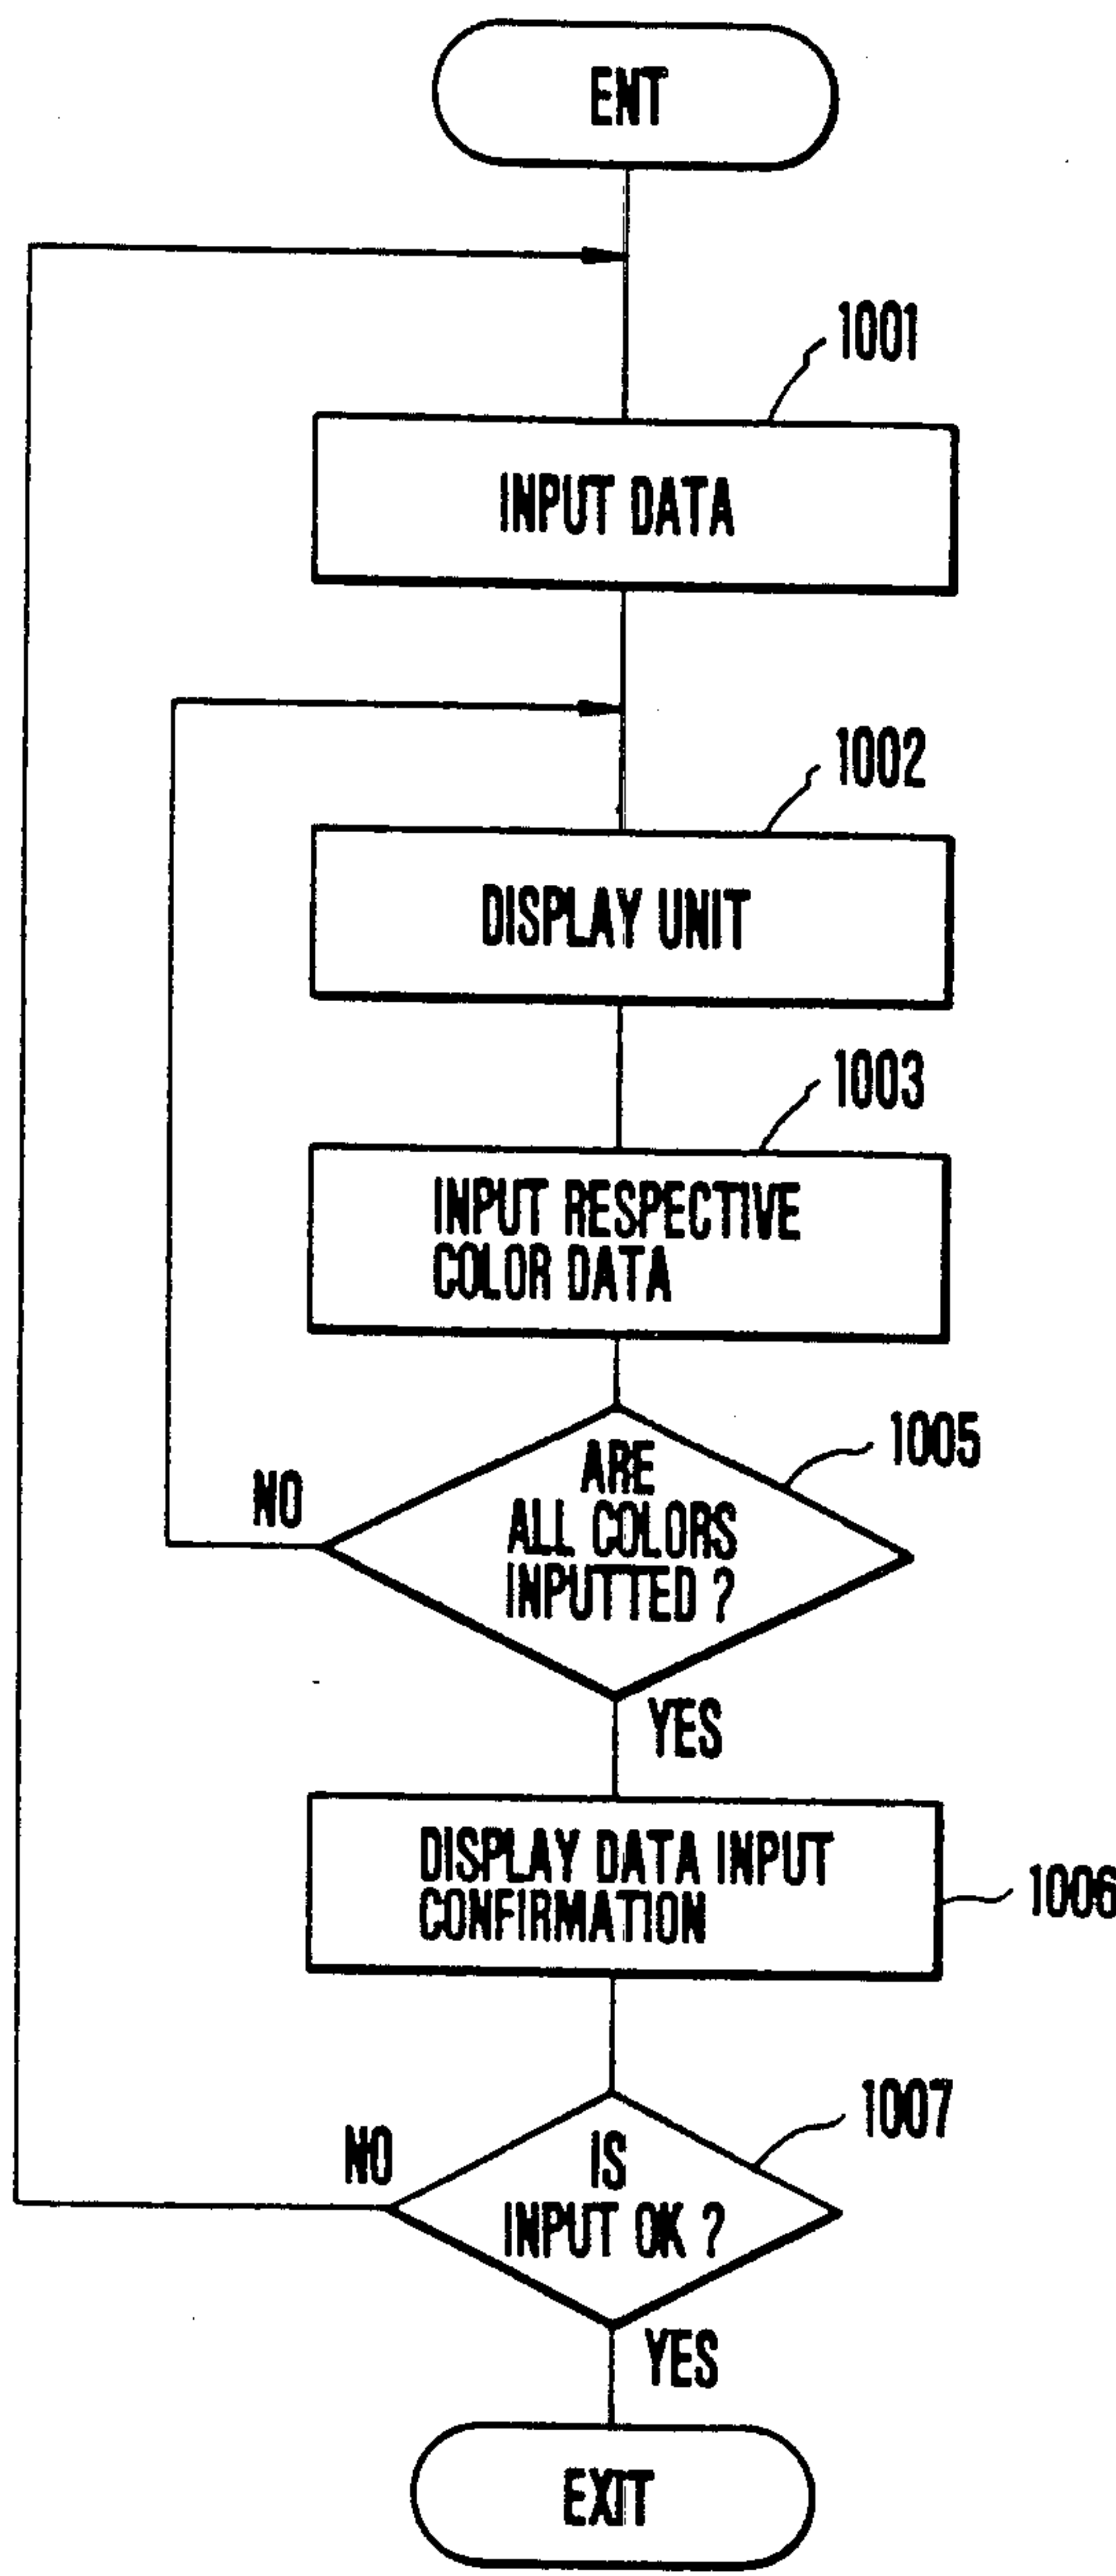 ENT
1001
INPUT DATA
1002
DISPLAY UNIT
1003
INPUT RESPECTIVE
COLOR DATA
1005
ARE
ALL COLORS
INPUTTED ?
NO
YES
DISPLAY DATA INPUT
CONFIRMATION
1006
1007
NO
IS
INPUT OK ?
YES
EXIT